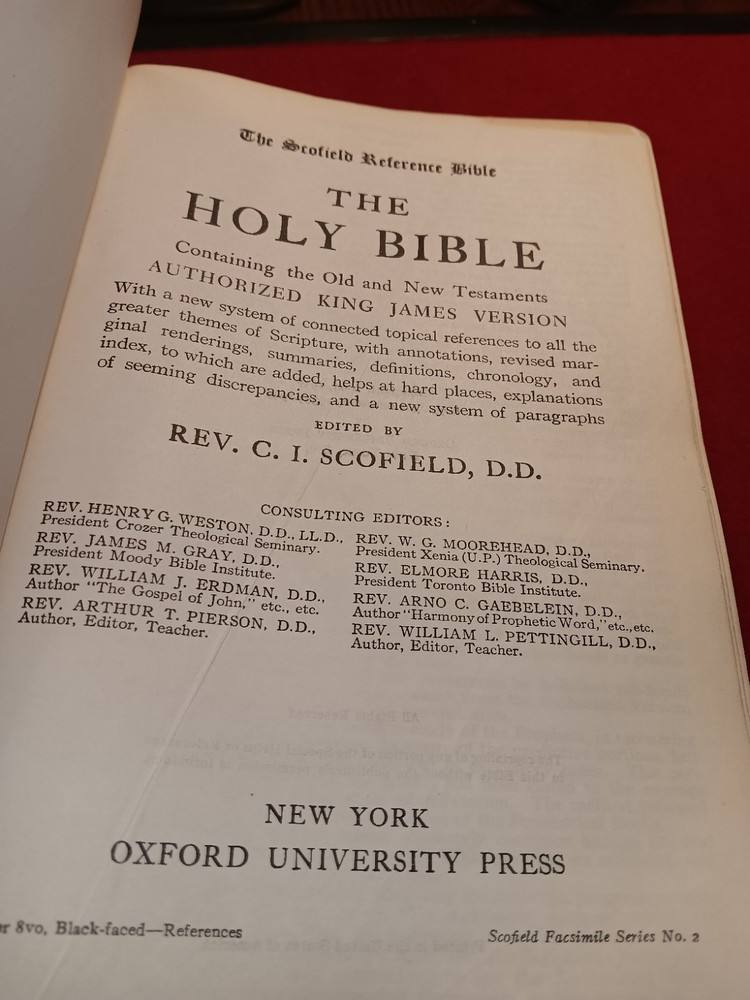 The Scofield Reference Bible
THE
HOLY BIBLE
Containing the Old and New Testaments
AUTHORIZED KING JAMES VERSION
With a new system of connected topical references to all the
greater themes of Scripture, with annotations, revised mar-
ginal renderings, summaries, definitions, chronology, and
index, to which are added, helps at hard places, explanations
of seeming discrepancies, and a new system of paragraphs
EDITED BY
REV. C. I. SCOFIELD, D.D.
CONSULTING EDITORS:
REV. HENRY G. WESTON, D.D., LL.D.,
President Crozer Theological Seminary.
REV. JAMES M. GRAY, D.D.,
President Moody Bible Institute.
REV. WILLIAM J. ERDMAN, D.D.,
Author "The Gospel of John," etc., etc.
REV. ARTHUR T. PIERSON, D.D.,
Author, Editor, Teacher.
REV. W. G. MOOREHEAD, D.D.,
President Xenia (U.P.) Theological Seminary.
REV. ELMORE HARRIS, D.D.,
President Toronto Bible Institute.
REV. ARNO C. GAEBELEIN, D.D.,
Author "Harmony of Prophetic Word," etc., etc.
REV. WILLIAM L. PETTINGILL, D.D.,
Author, Editor, Teacher.
NEW YORK
OXFORD UNIVERSITY PRESS
8vo, Black-faced—References
Scofield Facsimile Series No. 2